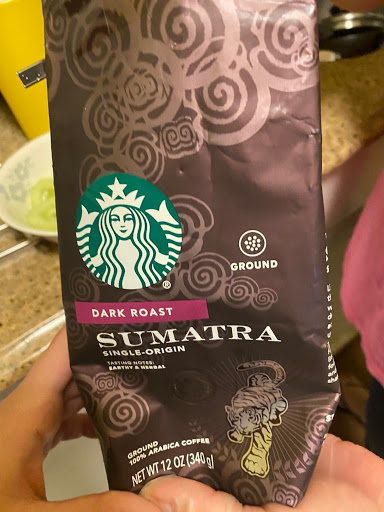 GROUND
DARK ROAST
SUMATRA
SINGLE-ORIGIN
TASTING NOTES:
EARTHY & HERBAL
GROUND
100% ARABICA COFFEE
NET WT 12 OZ (340 g)
®